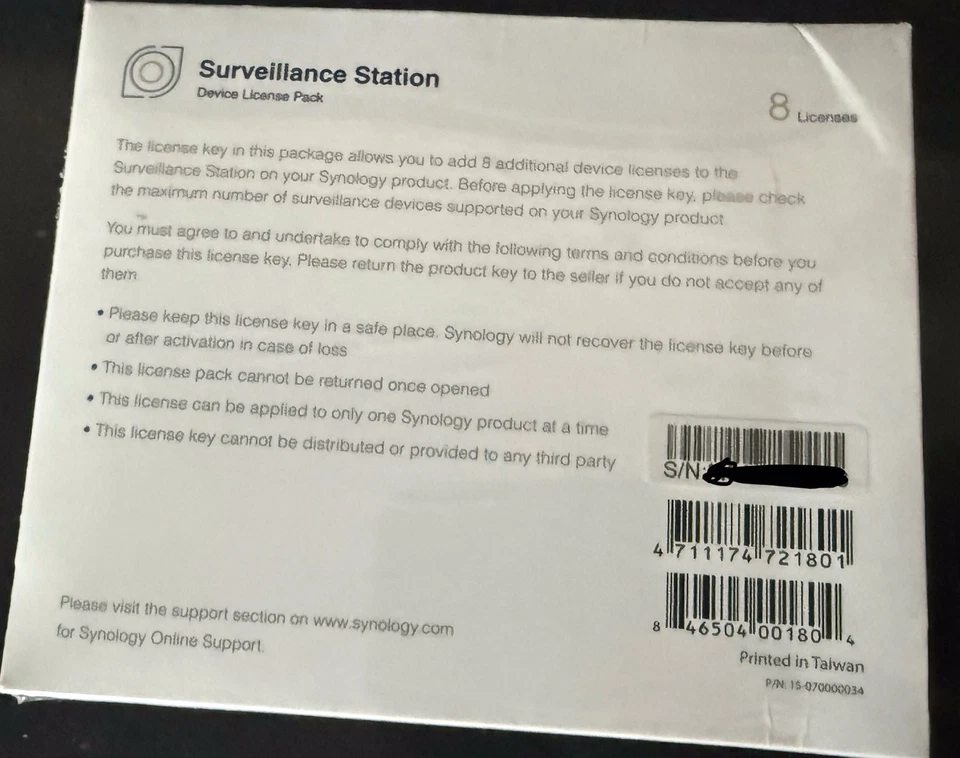 Surveillance Station
Device License Pack
8 Licenses
The license key in this package allows you to add 8 additional device licenses to the
Surveillance Station on your Synology product. Before applying the license key, please check
the maximum number of surveillance devices supported on your Synology product
You must agree to and undertake to comply with the following terms and conditions before you
purchase this license key. Please return the product key to the seller if you do not accept any of
them
• Please keep this license key in a safe place. Synology will not recover the license key before
or after activation in case of loss
• This license pack cannot be returned once opened
• This license can be applied to only one Synology product at a time
• This license key cannot be distributed or provided to any third party
S/N:
4 711174 721801
8 46504 00180 4
Please visit the support section on www.synology.com
for Synology Online Support.
Printed in Taiwan
P/N: 15-070000034